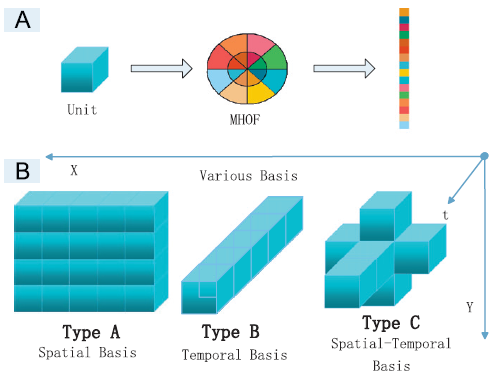 A
Unit
MHOF
B
X
Various Basis
t
Y
Type A
Spatial Basis
Type B
Temporal Basis
Type C
Spatial-Temporal
Basis